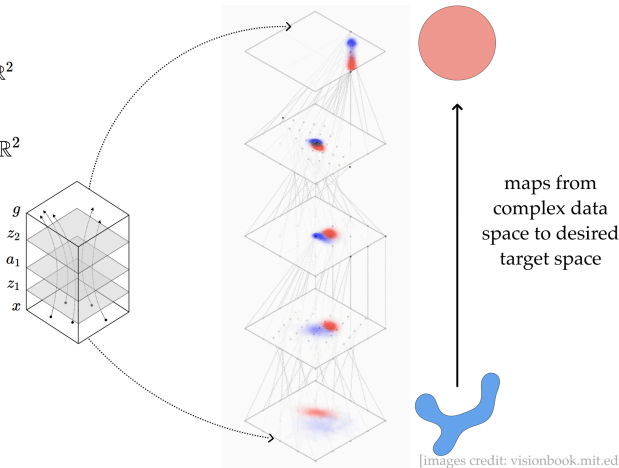 ℝ²
ℝ²
g
z₂
a₁
z₁
x
maps from
complex data
space to desired
target space
[images credit: visionbook.mit.ed